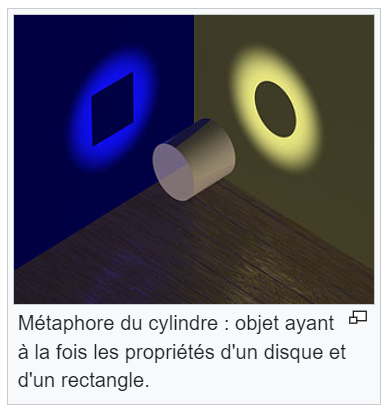 Métaphore du cylindre : objet ayant
à la fois les propriétés d'un disque et
d'un rectangle.